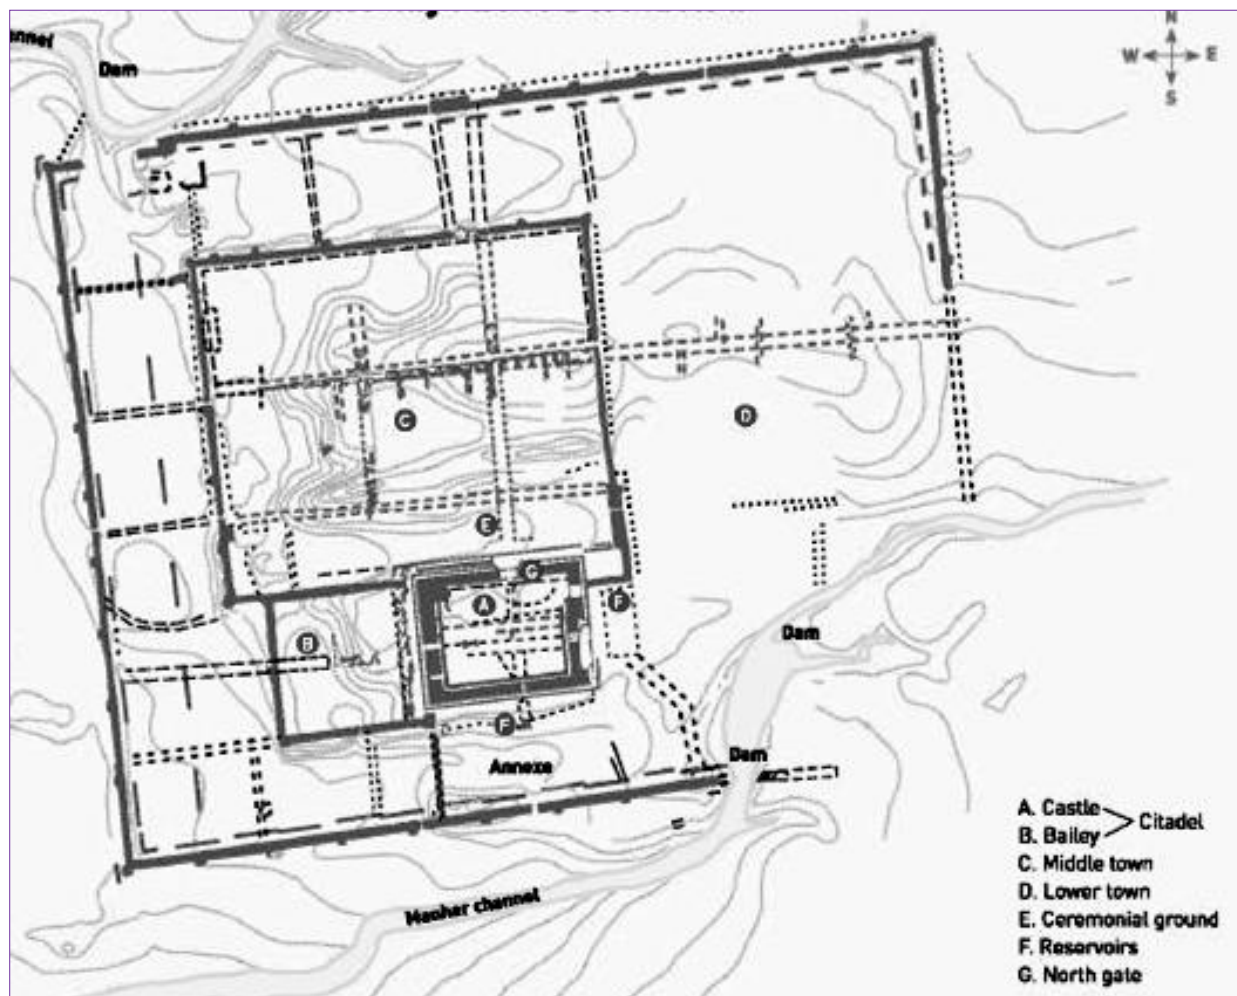 Dam
N
W E
S
C
D
E
G
A
F
B
F
Dam
Dam
Annexe
Manhar channel
A. Castle
B. Bailey
Citadel
C. Middle town
D. Lower town
E. Ceremonial ground
F. Reservoirs
G. North gate